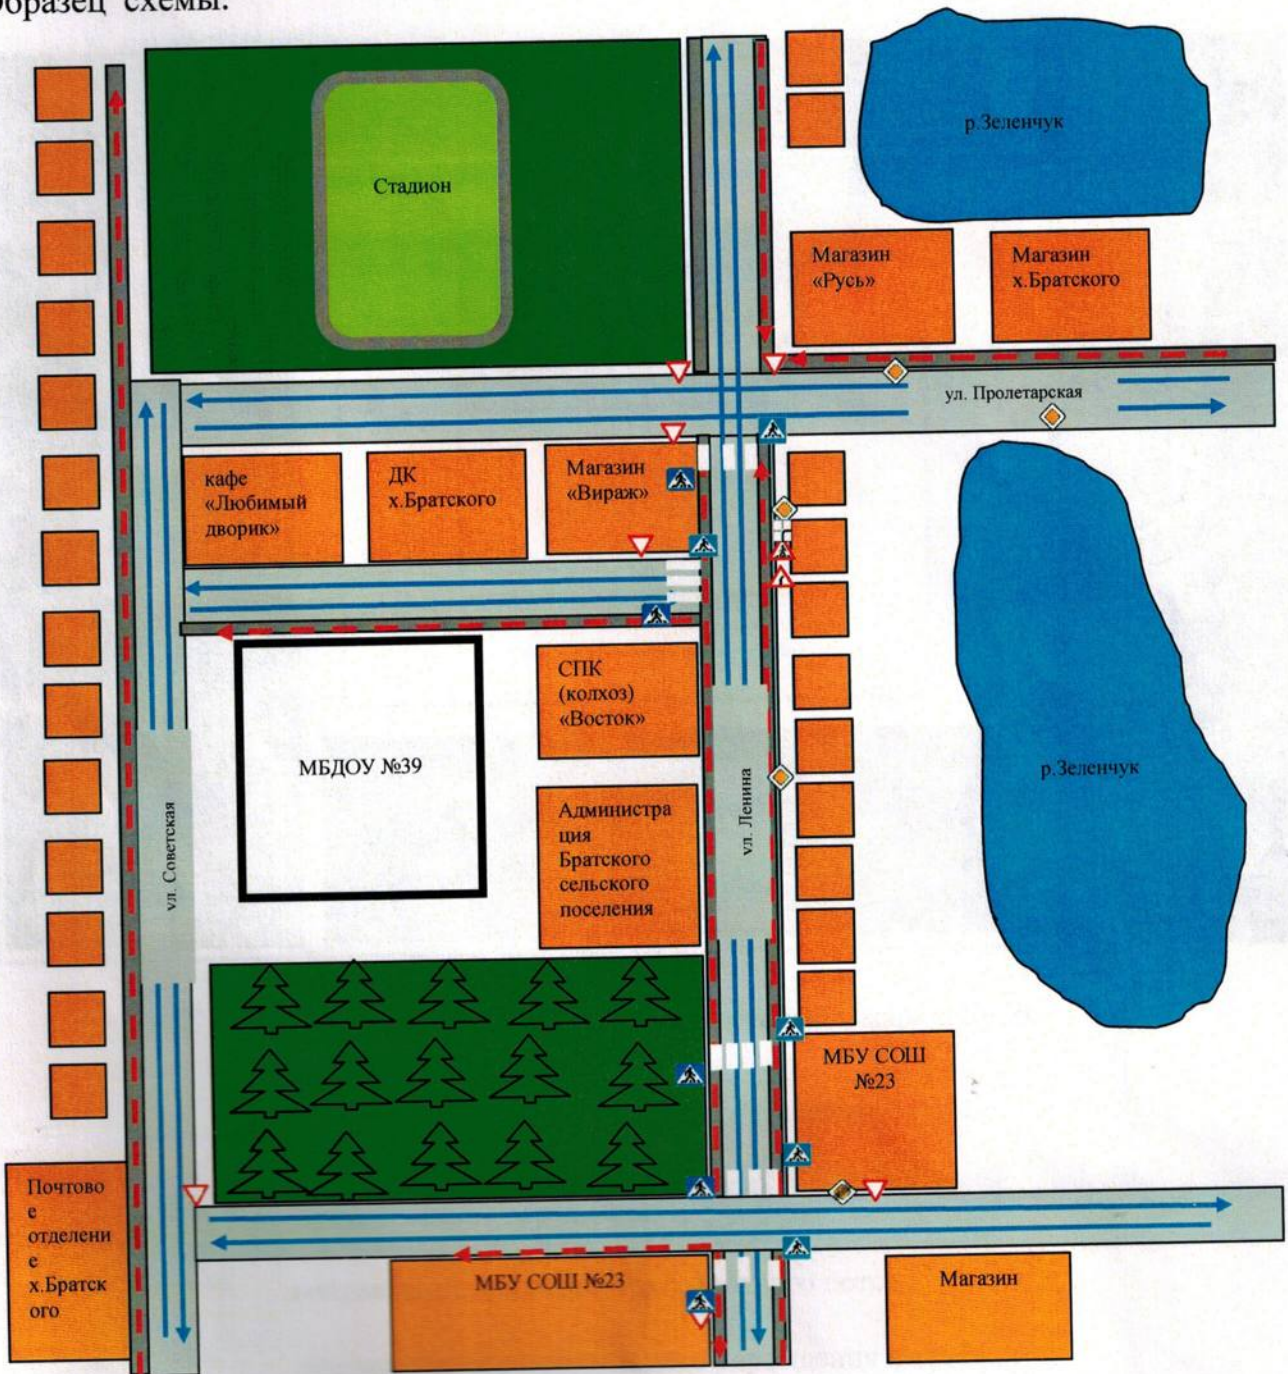 Образец схемы.
Стадион
р.Зеленчук
Магазин
«Русь»
Магазин
х.Братского
ул. Пролетарская
кафе
«Любимый
дворик»
ДК
х.Братского
Магазин
«Вираж»
СПК
(колхоз)
«Восток»
МБДОУ №39
р.Зеленчук
ул. Ленина
ул. Советская
Администра
ция
Братского
сельского
поселения
МБУ СОШ
№23
Почтово
е
отделени
е
х.Братск
ого
МБУ СОШ №23
Магазин